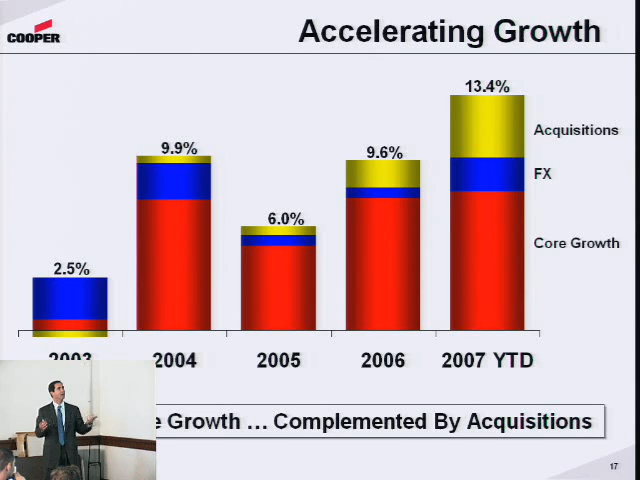 COOPER
Accelerating Growth
13.4%
9.9%
9.6%
6.0%
2.5%
Acquisitions
FX
Core Growth
2004
2005
2006
2007 YTD
Growth ... Complemented By Acquisitions
17